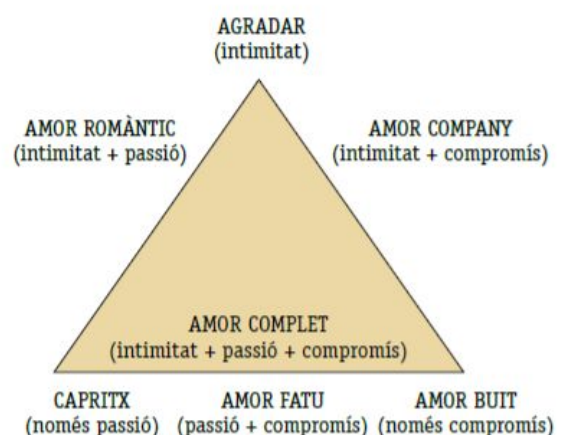 AGRADAR
(intimitat)
AMOR ROMÀNTIC
(intimitat + passió)
AMOR COMPANY
(intimitat + compromís)
AMOR COMPLET
(intimitat + passió + compromís)
CAPRITX
(només passió)
AMOR FATU
(passió + compromís)
AMOR BUIT
(només compromís)